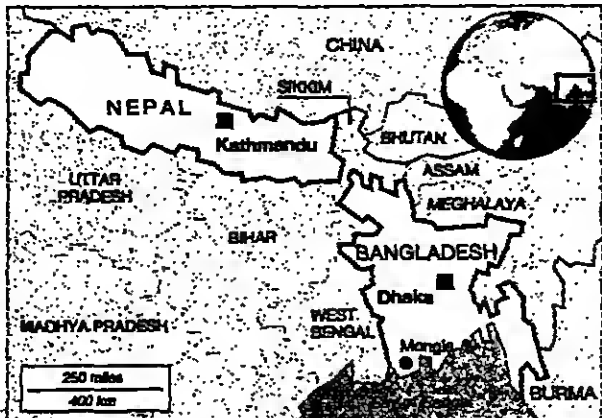 CHINA
SIKKIM
NEPAL
Kathmandu
BHUTAN
ASSAM
UTTAR
PRADESH
MEGHALAYA
BIHAR
BANGLADESH
Dhaka
WEST
BENGAL
MADHYA PRADESH
Mongla
250 miles
400 km
BURMA